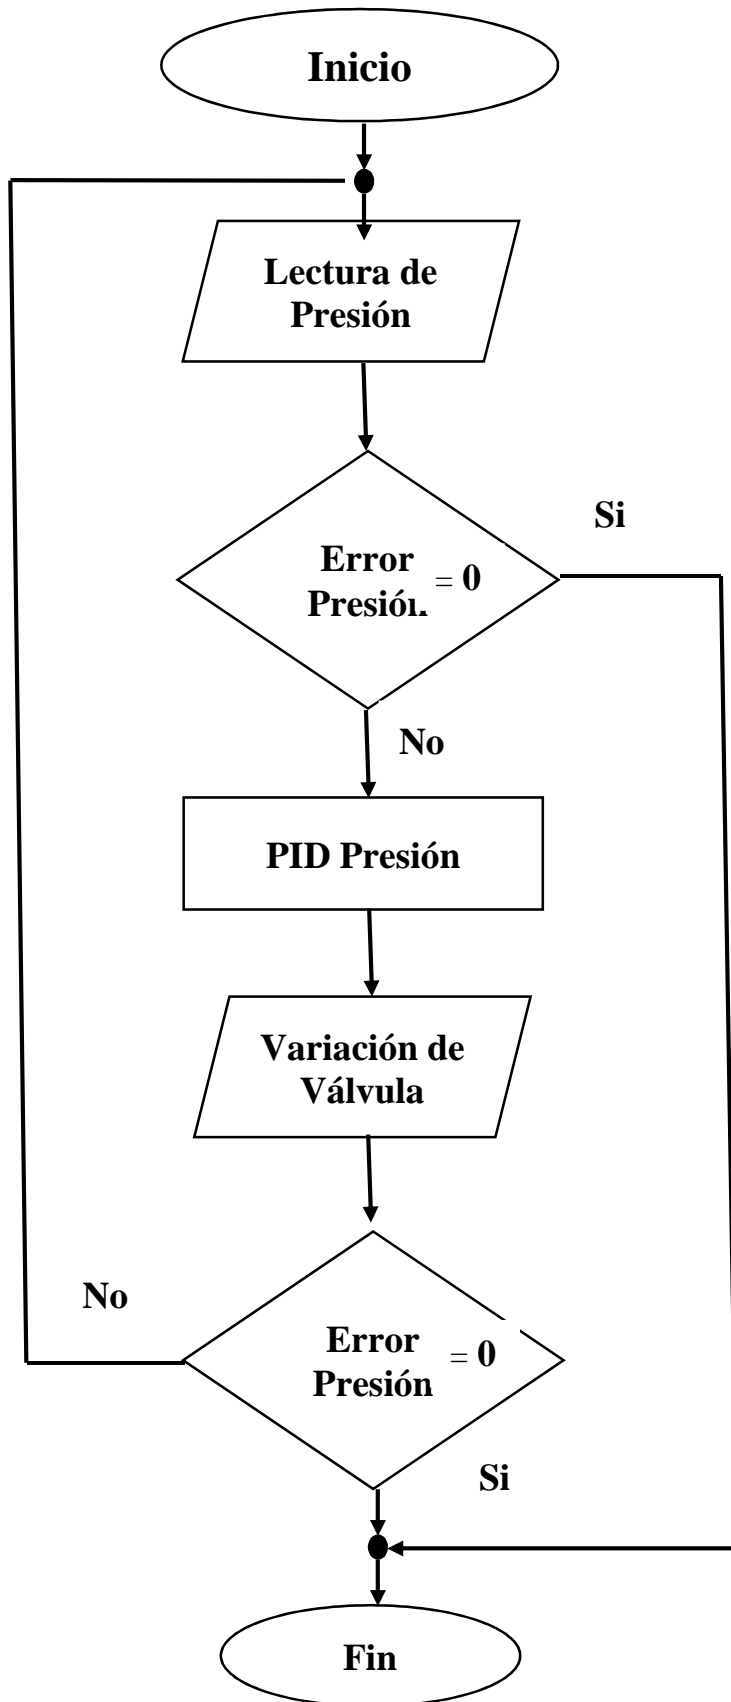 Inicio
Lectura de
Presión
Si
Error
= 0
Presión
No
PID Presión
Variación de
Válvula
No
Error
= 0
Presión
Si
Fin